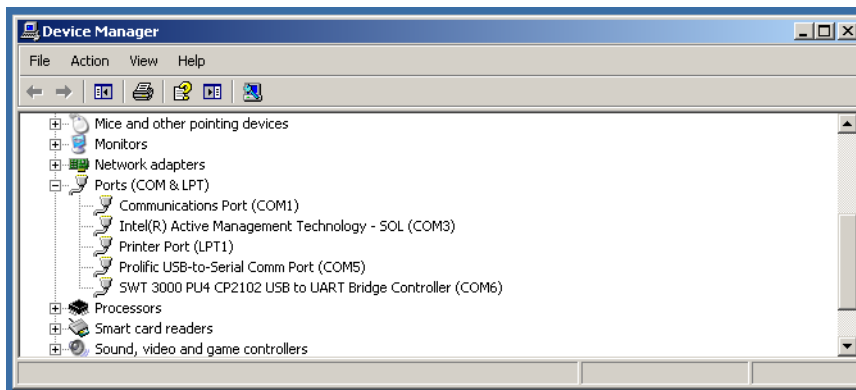 Device Manager
File Action View Help
Mice and other pointing devices
Monitors
Network adapters
Ports (COM & LPT)
Communications Port (COM1)
Intel(R) Active Management Technology - SOL (COM3)
Printer Port (LPT1)
Prolific USB-to-Serial Comm Port (COM5)
SWT 3000 PU4 CP2102 USB to UART Bridge Controller (COM6)
Processors
Smart card readers
Sound, video and game controllers